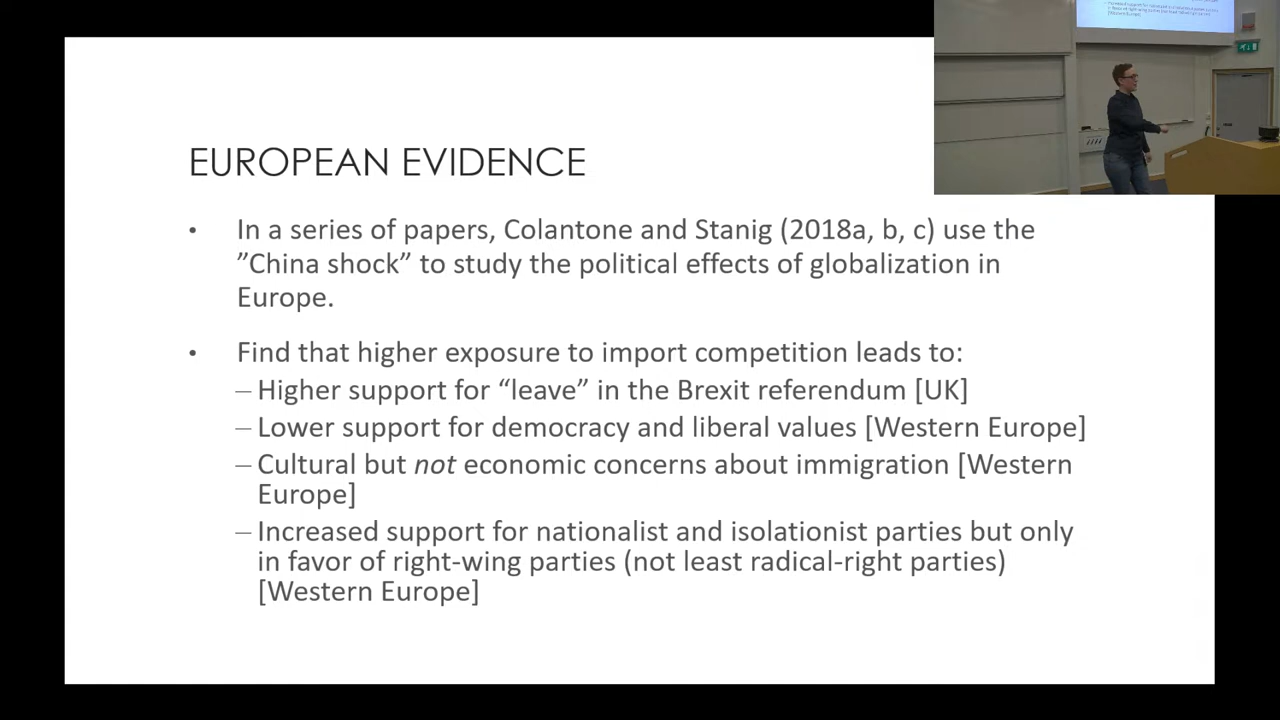 EUROPEAN EVIDENCE
• In a series of papers, Colantone and Stanig (2018a, b, c) use the
”China shock” to study the political effects of globalization in
Europe.
• Find that higher exposure to import competition leads to:
– Higher support for “leave” in the Brexit referendum [UK]
– Lower support for democracy and liberal values [Western Europe]
– Cultural but not economic concerns about immigration [Western
Europe]
– Increased support for nationalist and isolationist parties but only
in favor of right-wing parties (not least radical-right parties)
[Western Europe]